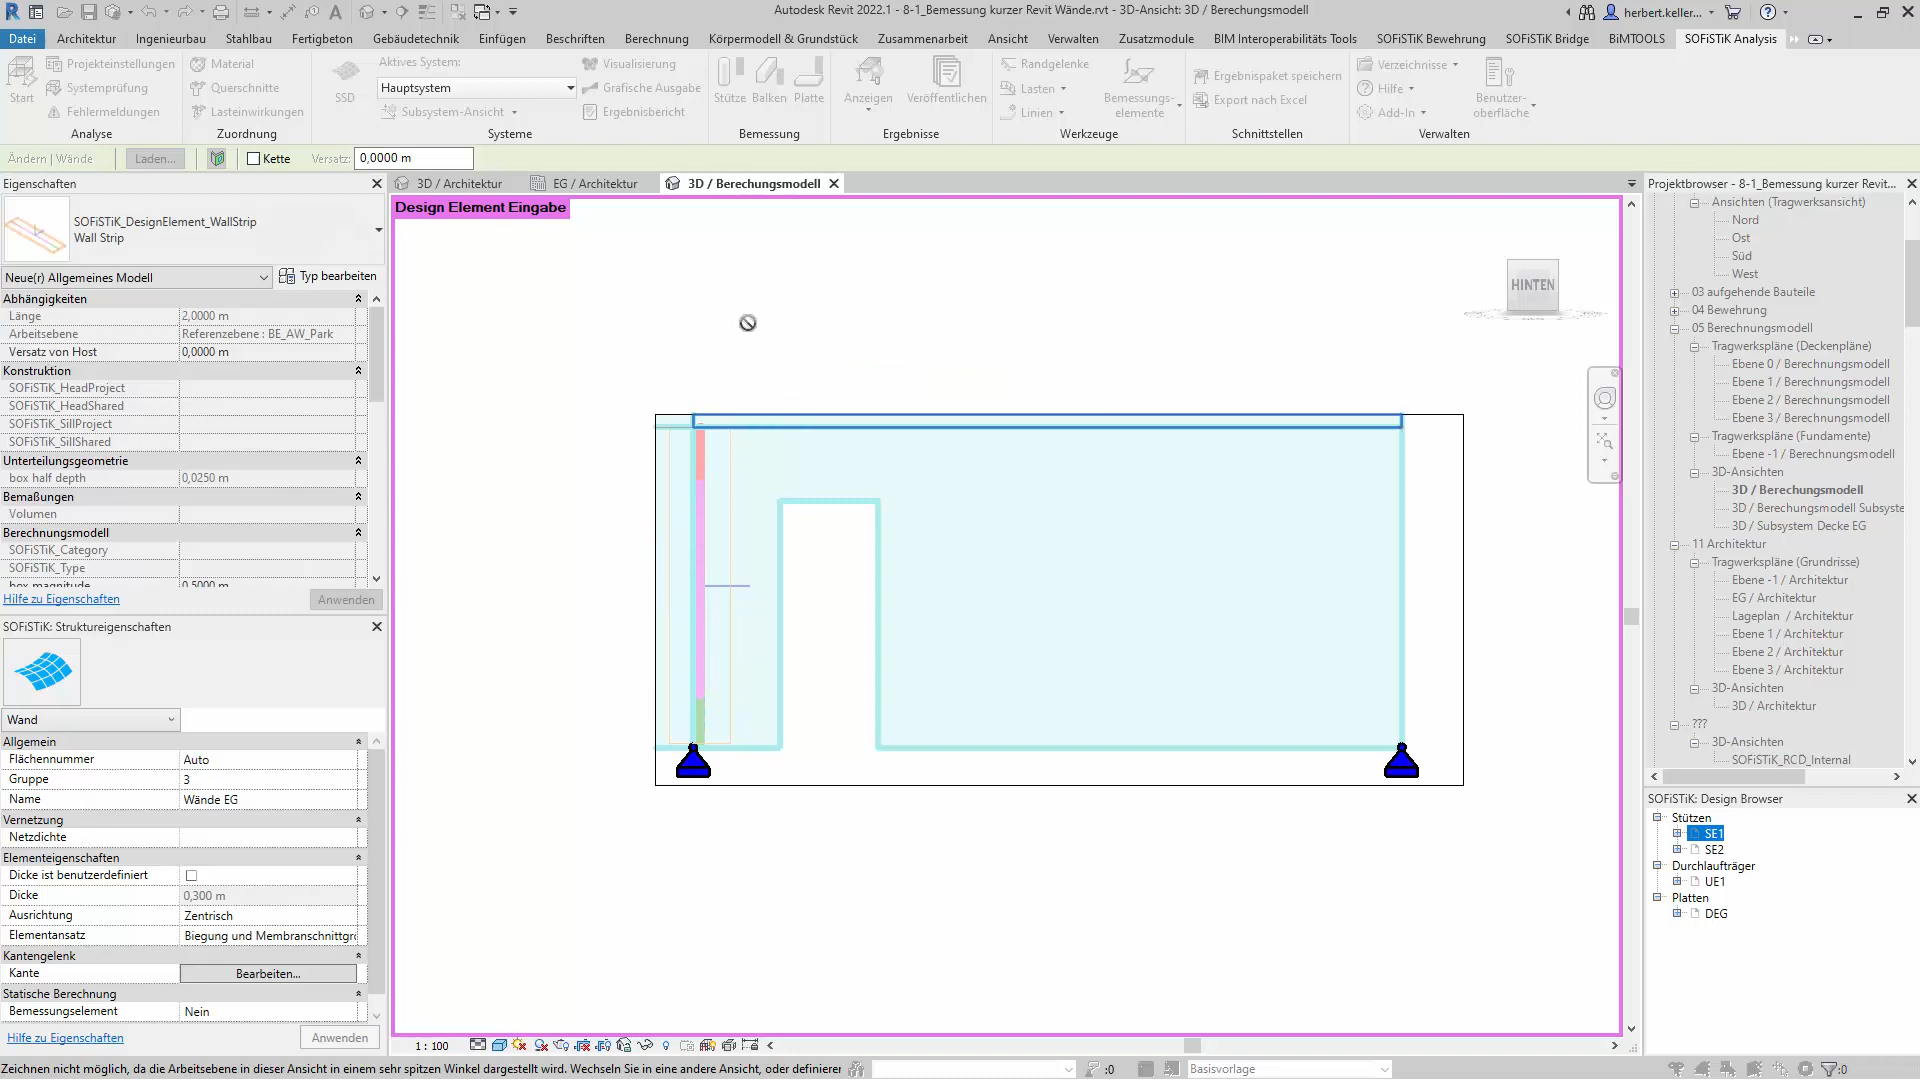 Autodesk Revit 2022.1 - 8-1_Bemessung kurzer Revit Wände.rvt - 3D-Ansicht: 3D / Berechungsmodell
herbert.keller...
Datei Architektur Ingenieurbau Stahlbau Fertigbeton Gebäudetechnik Einfügen Beschriften Berechnung Körpermodell & Grundstück Zusammenarbeit Ansicht Verwalten Zusatzmodule BIM Interoperabilitäts Tools SOFiSTiK Bewehrung SOFiSTiK Bridge BiMTOOLS SOFiSTiK Analysis
Start
Projekteinstellungen
Systemprüfung
Fehlermeldungen
Analyse
Material
Querschnitte
Lasteinwirkungen
Zuordnung
SSD
Aktives System:
Hauptsystem
Subsystem-Ansicht
Visualisierung
Grafische Ausgabe
Ergebnisbericht
Systeme
Stütze Balken Platte
Bemessung
Anzeigen Veröffentlichen
Ergebnisse
Randgelenke
Lasten
Linien
Bemessungs-
elemente
Werkzeuge
Ergebnispaket speichern
Export nach Excel
Schnittstellen
Verzeichnisse
Hilfe
Add-In
Benutzer-
oberfläche
Verwalten
Ändern | Wände Laden... Kette Versatz: 0,0000 m
Eigenschaften
SOFiSTiK_DesignElement_WallStrip
Wall Strip
Neue(r) Allgemeines Modell Typ bearbeiten
Abhängigkeiten
Länge 2,0000 m
Arbeitsebene Referenzebene : BE_AW_Park
Versatz von Host 0,0000 m
Konstruktion
SOFiSTiK_HeadProject
SOFiSTiK_HeadShared
SOFiSTiK_SillProject
SOFiSTiK_SillShared
Unterteilungsgeometrie
box half depth 0,0250 m
Bemaßungen
Volumen
Berechnungsmodell
SOFiSTiK_Category
SOFiSTiK_Type
box magnitude 0,5000 m
Hilfe zu Eigenschaften Anwenden
SOFiSTiK: Struktureigenschaften
Wand
Allgemein
Flächennummer Auto
Gruppe 3
Name Wände EG
Vernetzung
Netzdichte
Elementeigenschaften
Dicke ist benutzerdefiniert
Dicke 0,300 m
Ausrichtung Zentrisch
Elementansatz Biegung und Membranschnittgr
Kantengelenk
Kante Bearbeiten...
Statische Berechnung
Bemessungselement Nein
Hilfe zu Eigenschaften Anwenden
3D / Architektur EG / Architektur 3D / Berechungsmodell
Design Element Eingabe
HINTEN
1 : 100
Projektbrowser - 8-1_Bemessung kurzer Revit...
Ansichten (Tragwerksansicht)
Nord
Ost
Süd
West
03 aufgehende Bauteile
04 Bewehrung
05 Berechnungsmodell
Tragwerkspläne (Deckenpläne)
Ebene 0 / Berechnungsmodell
Ebene 1 / Berechnungsmodell
Ebene 2 / Berechnungsmodell
Ebene 3 / Berechnungsmodell
Tragwerkspläne (Fundamente)
Ebene -1 / Berechnungsmodell
3D-Ansichten
3D / Berechungsmodell
3D / Berechungsmodell Subsyste
3D / Subsystem Decke EG
11 Architektur
Tragwerkspläne (Grundrisse)
Ebene -1 / Architektur
EG / Architektur
Lageplan / Architektur
Ebene 1 / Architektur
Ebene 2 / Architektur
Ebene 3 / Architektur
3D-Ansichten
3D / Architektur
???
3D-Ansichten
SOFiSTiK_RCD_Internal
SOFiSTiK: Design Browser
Stützen
SE1
SE2
Durchlaufträger
UE1
Platten
DEG
Zeichnen nicht möglich, da die Arbeitsebene in dieser Ansicht in einem sehr spitzen Winkel dargestellt wird. Wechseln Sie in eine andere Ansicht, oder definieren
:0 Basisvorlage :0